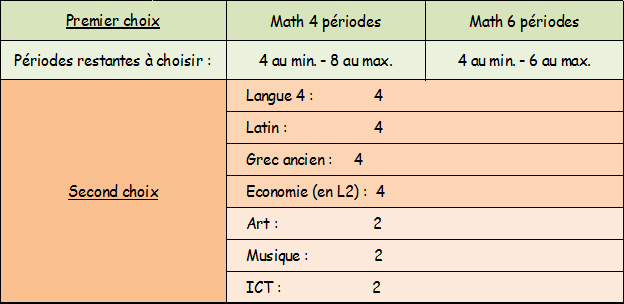 Premier choix Math 4 périodes Math 6 périodes
Périodes restantes à choisir : 4 au min. - 8 au max. 4 au min. - 6 au max.
Langue 4 : 4
Latin : 4
Grec ancien : 4
Second choix Economie (en L2) : 4
Art : 2
Musique : 2
ICT : 2